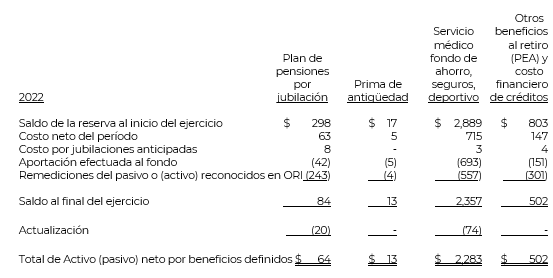 Otros
Servicio beneficios
médico al retiro
Plan de fondo de (PEA) y
pensiones ahorro, costo
por Prima de seguros, financiero
2022 jubilación antigüedad deportivo de créditos
Saldo de la reserva al inicio del ejercicio $ 298 $ 17 $ 2,889 $ 803
Costo neto del período 63 5 715 147
Costo por jubilaciones anticipadas 8 - 3 4
Aportación efectuada al fondo (42) (5) (693) (151)
Remediciones del pasivo o (activo) reconocidos en ORI (243) (4) (557) (301)
Saldo al final del ejercicio 84 13 2,357 502
Actualización (20) - (74) -
Total de Activo (pasivo) neto por beneficios definidos $ 64 $ 13 $ 2,283 $ 502